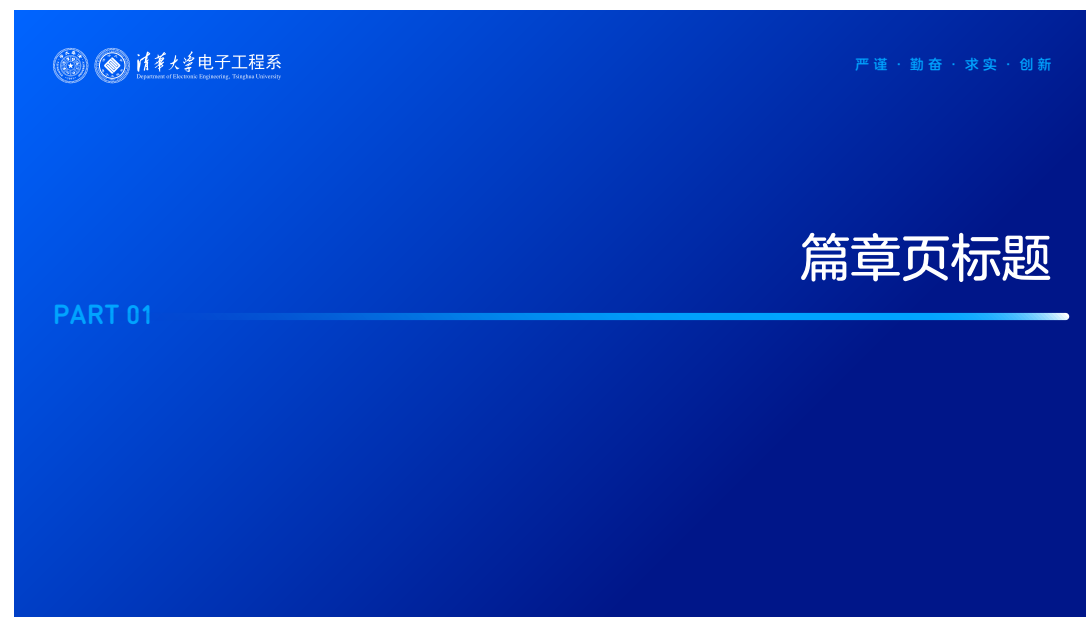 清華大学电子工程系
Department of Electronic Engineering, Tsinghua University
严谨 · 勤奋 · 求实 · 创新
篇章页标题
PART 01